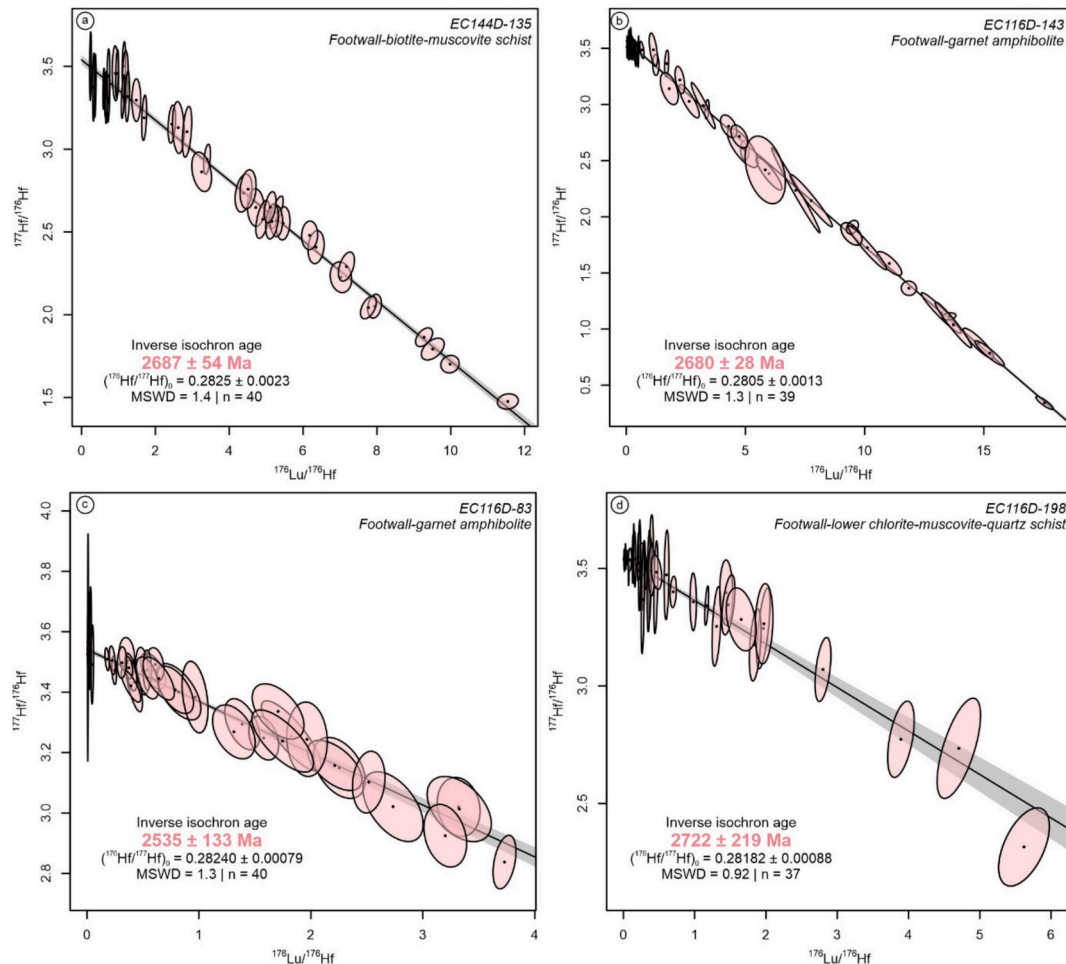 a
EC144D-135
Footwall-biotite-muscovite schist
¹⁷⁷Hf/¹⁷⁶Hf
3.5
3.0
2.5
2.0
1.5
Inverse isochron age
2687 ± 54 Ma
(¹⁷⁶Hf/¹⁷⁷Hf)₀ = 0.2825 ± 0.0023
MSWD = 1.4 | n = 40
0 2 4 6 8 10 12
¹⁷⁶Lu/¹⁷⁶Hf
b
EC116D-143
Footwall-garnet amphibolite
¹⁷⁷Hf/¹⁷⁶Hf
3.5
3.0
2.5
2.0
1.5
1.0
0.5
Inverse isochron age
2680 ± 28 Ma
(¹⁷⁶Hf/¹⁷⁷Hf)₀ = 0.2805 ± 0.0013
MSWD = 1.3 | n = 39
0 5 10 15
¹⁷⁶Lu/¹⁷⁶Hf
c
EC116D-83
Footwall-garnet amphibolite
¹⁷⁷Hf/¹⁷⁶Hf
4.0
3.8
3.6
3.4
3.2
3.0
2.8
Inverse isochron age
2535 ± 133 Ma
(¹⁷⁶Hf/¹⁷⁷Hf)₀ = 0.28240 ± 0.00079
MSWD = 1.3 | n = 40
0 1 2 3 4
¹⁷⁶Lu/¹⁷⁶Hf
d
EC116D-198
Footwall-lower chlorite-muscovite-quartz schist
¹⁷⁷Hf/¹⁷⁶Hf
3.5
3.0
2.5
Inverse isochron age
2722 ± 219 Ma
(¹⁷⁶Hf/¹⁷⁷Hf)₀ = 0.28182 ± 0.00088
MSWD = 0.92 | n = 37
0 1 2 3 4 5 6
¹⁷⁶Lu/¹⁷⁶Hf